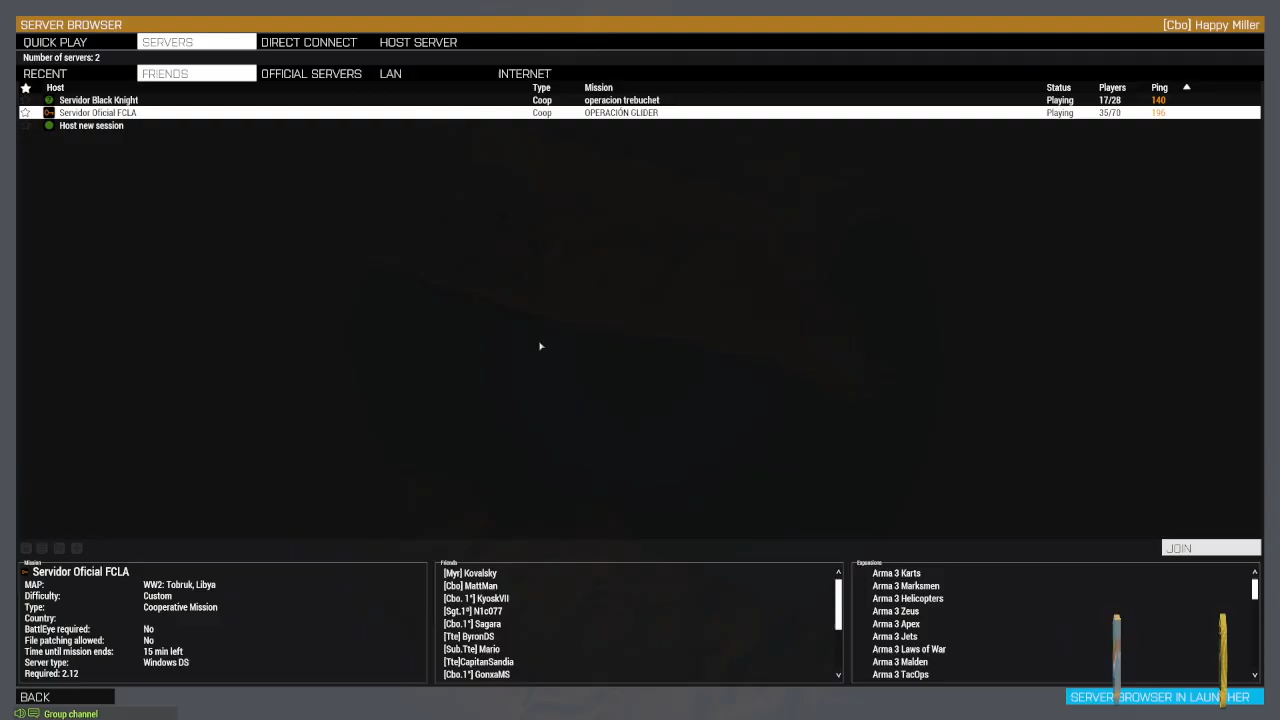 SERVER BROWSER [Cbo] Happy Miller
QUICK PLAY SERVERS DIRECT CONNECT HOST SERVER
Number of servers: 2
RECENT FRIENDS OFFICIAL SERVERS LAN INTERNET
Host Type Mission Status Players Ping
Servidor Black Knight Coop operacion trebuchet Playing 17/28 140
Servidor Oficial FCLA Coop OPERACIÓN GLIDER Playing 35/70 196
Host new session
JOIN
Mission
Servidor Oficial FCLA
MAP: WW2: Tobruk, Libya
Difficulty: Custom
Type: Cooperative Mission
Country:
BattlEye required: No
File patching allowed: No
Time until mission ends: 15 min left
Server type: Windows DS
Required: 2.12
Friends
[Myr] Kovalsky
[Cbo] MattMan
[Cbo. 1°] KyoskVII
[Sgt.1°] N1c077
[Cbo.1°] Sagara
[Tte] ByronDS
[Sub.Tte] Mario
[Tte]CapitanSandia
[Cbo.1°] GonxaMS
Expansions
Arma 3 Karts
Arma 3 Marksmen
Arma 3 Helicopters
Arma 3 Zeus
Arma 3 Apex
Arma 3 Jets
Arma 3 Laws of War
Arma 3 Malden
Arma 3 TacOps
BACK SERVER BROWSER IN LAUNCHER
Group channel